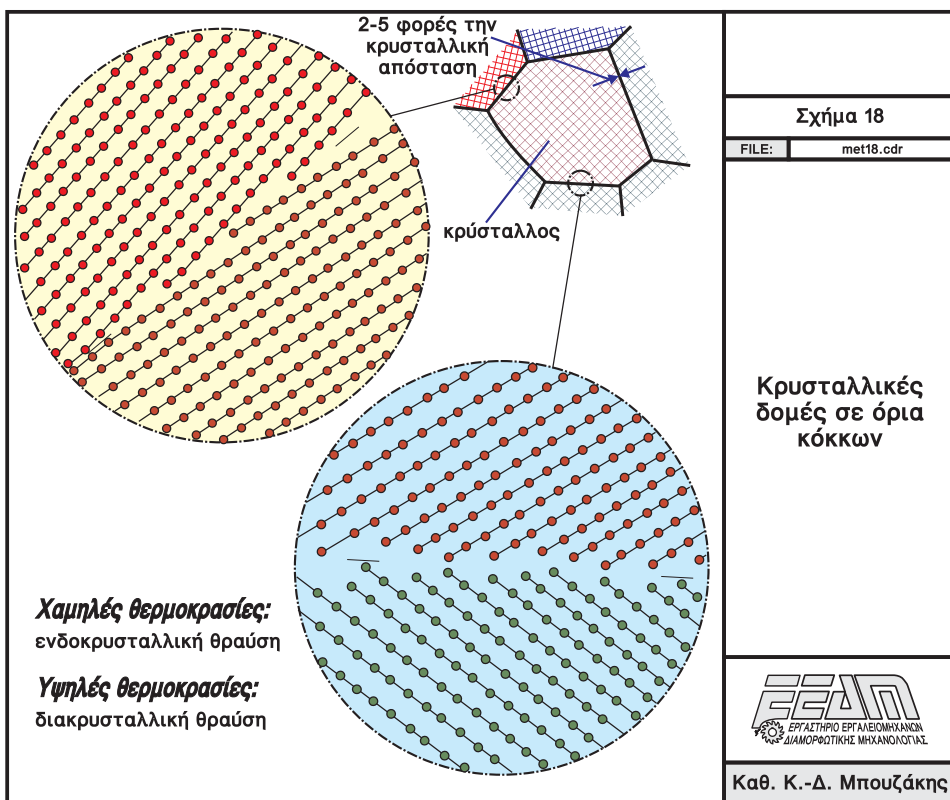 2-5 φορές την
κρυσταλλική
απόσταση
κρύσταλλος
Χαμηλές θερμοκρασίες:
ενδοκρυσταλλική θραύση
Υψηλές θερμοκρασίες:
διακρυσταλλική θραύση
Σχήμα 18
FILE: met18.cdr
Κρυσταλλικές
δομές σε όρια
κόκκων
ΕΕΔΜ
ΕΡΓΑΣΤΗΡΙΟ ΕΡΓΑΛΕΙΟΜΗΧΑΝΩΝ
ΔΙΑΜΟΡΦΩΤΙΚΗΣ ΜΗΧΑΝΟΛΟΓΙΑΣ
Καθ. Κ.-Δ. Μπουζάκης